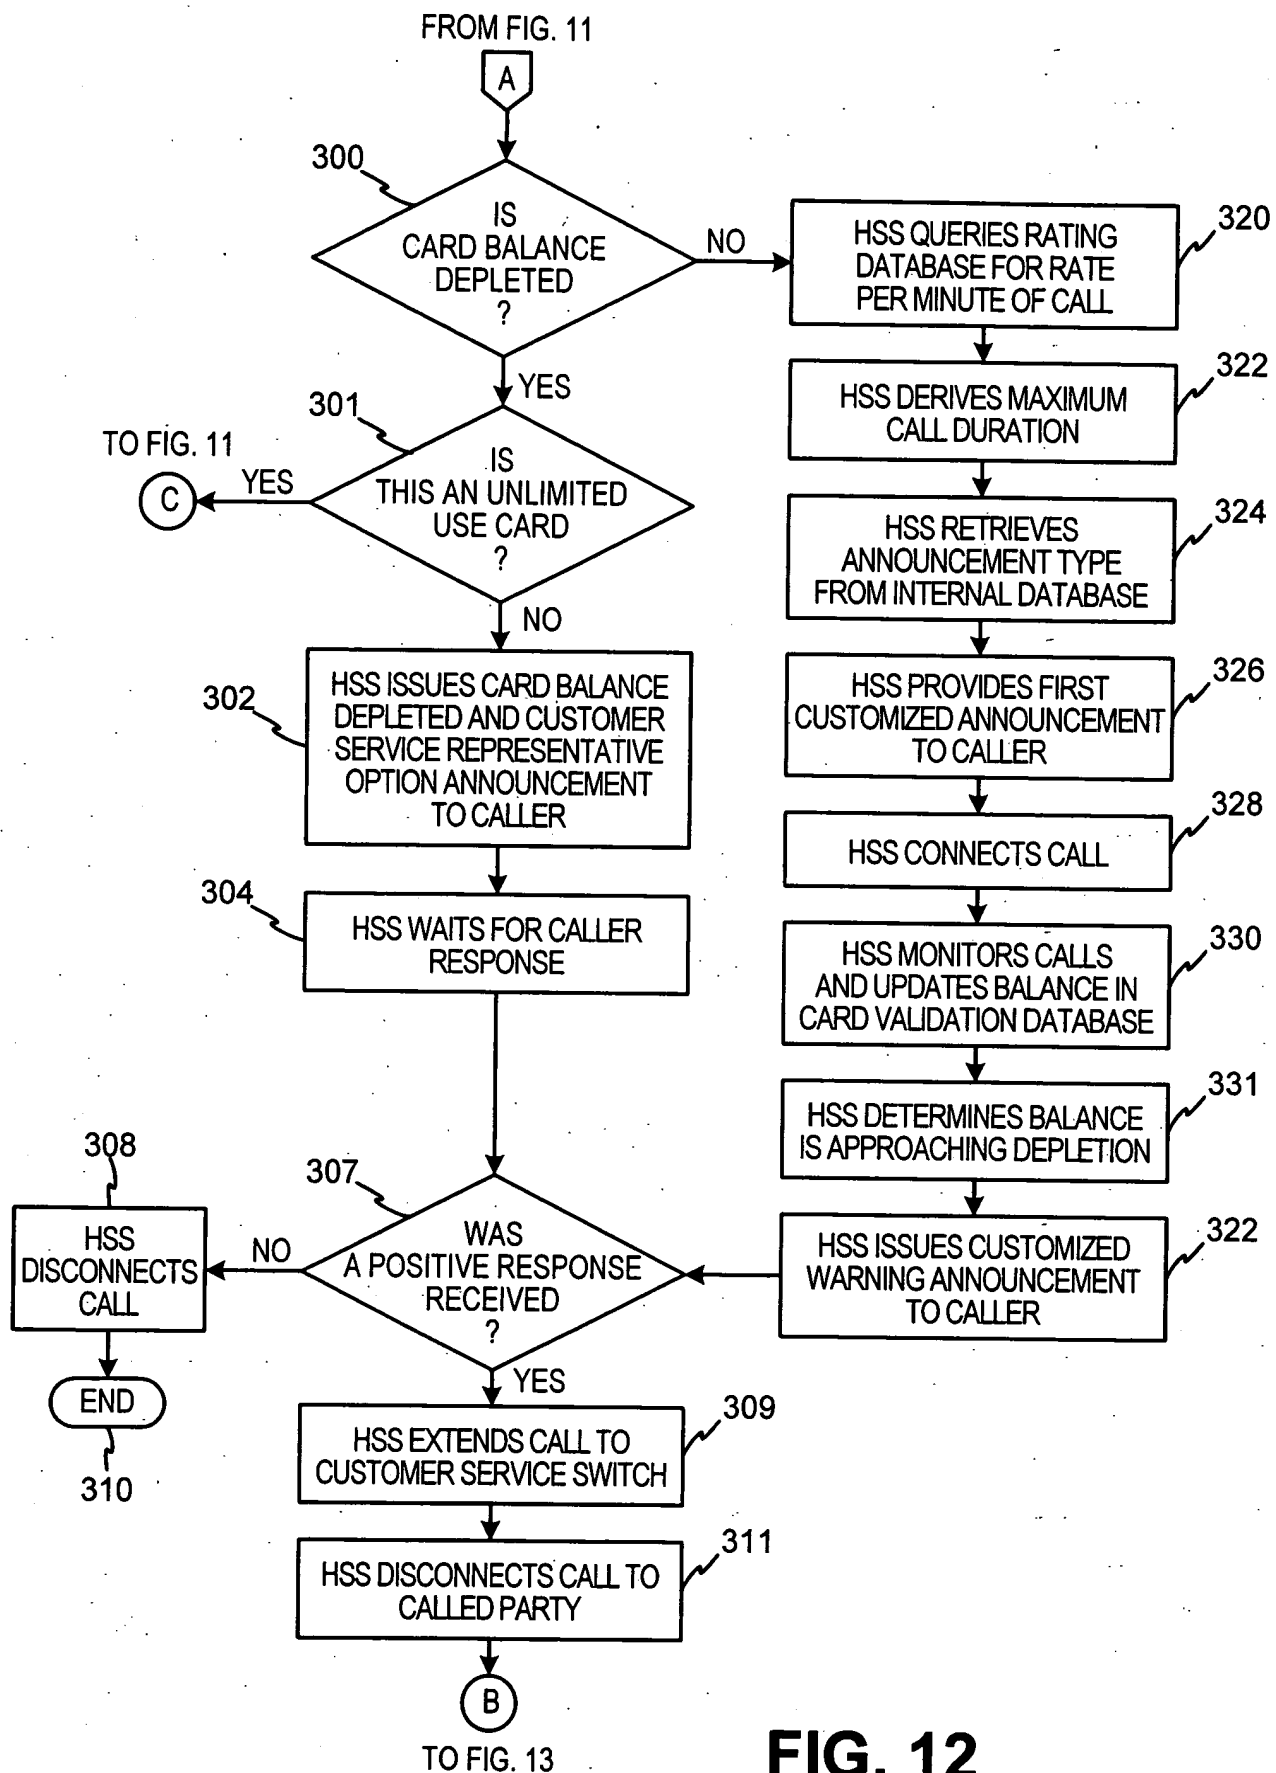 FROM FIG. 11
A
300
IS
CARD BALANCE
DEPLETED
?
NO
YES
HSS QUERIES RATING
DATABASE FOR RATE
PER MINUTE OF CALL
320
HSS DERIVES MAXIMUM
CALL DURATION
322
301
IS
THIS AN UNLIMITED
USE CARD
?
YES
TO FIG. 11
C
NO
HSS RETRIEVES
ANNOUNCEMENT TYPE
FROM INTERNAL DATABASE
324
302
HSS ISSUES CARD BALANCE
DEPLETED AND CUSTOMER
SERVICE REPRESENTATIVE
OPTION ANNOUNCEMENT
TO CALLER
HSS PROVIDES FIRST
CUSTOMIZED ANNOUNCEMENT
TO CALLER
326
HSS CONNECTS CALL
328
304
HSS WAITS FOR CALLER
RESPONSE
HSS MONITORS CALLS
AND UPDATES BALANCE IN
CARD VALIDATION DATABASE
330
HSS DETERMINES BALANCE
IS APPROACHING DEPLETION
331
HSS ISSUES CUSTOMIZED
WARNING ANNOUNCEMENT
TO CALLER
322
307
WAS
A POSITIVE RESPONSE
RECEIVED
?
NO
308
HSS
DISCONNECTS
CALL
END
310
YES
HSS EXTENDS CALL TO
CUSTOMER SERVICE SWITCH
309
HSS DISCONNECTS CALL TO
CALLED PARTY
311
B
TO FIG. 13
FIG. 12